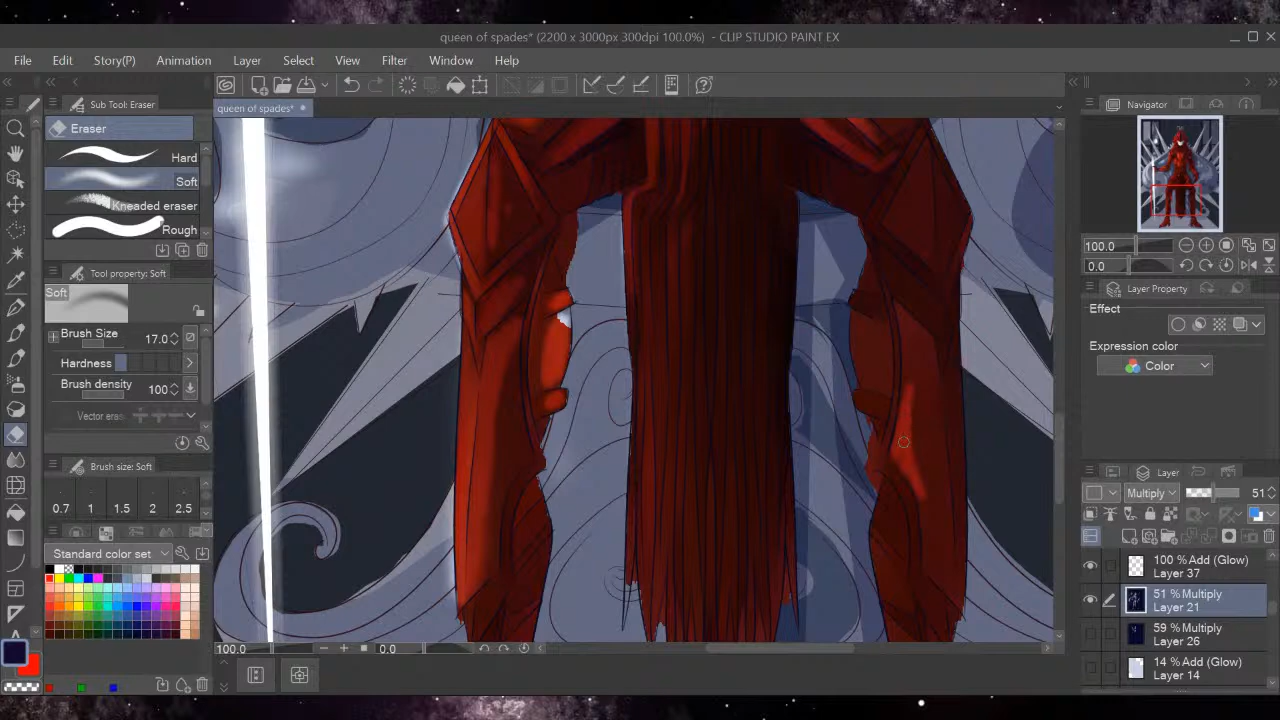 queen of spades* (2200 x 3000px 300dpi 100.0%) - CLIP STUDIO PAINT EX
File Edit Story(P) Animation Layer Select View Filter Window Help
Sub Tool: Eraser
queen of spades*
Navigator
Eraser
Hard
Soft
Kneaded eraser
Rough
100.0
0.0
Tool property: Soft
Layer Property
Soft
Effect
Brush Size 17.0
Expression color
Hardness
Color
Brush density 100
Vector eras
Brush size: Soft
Layer
Multiply 51
0.7 1 1.5 2 2.5
Standard color set
100 % Add (Glow)
Layer 37
51 % Multiply
Layer 21
59 % Multiply
Layer 26
100.0 0.0
14 % Add (Glow)
Layer 14